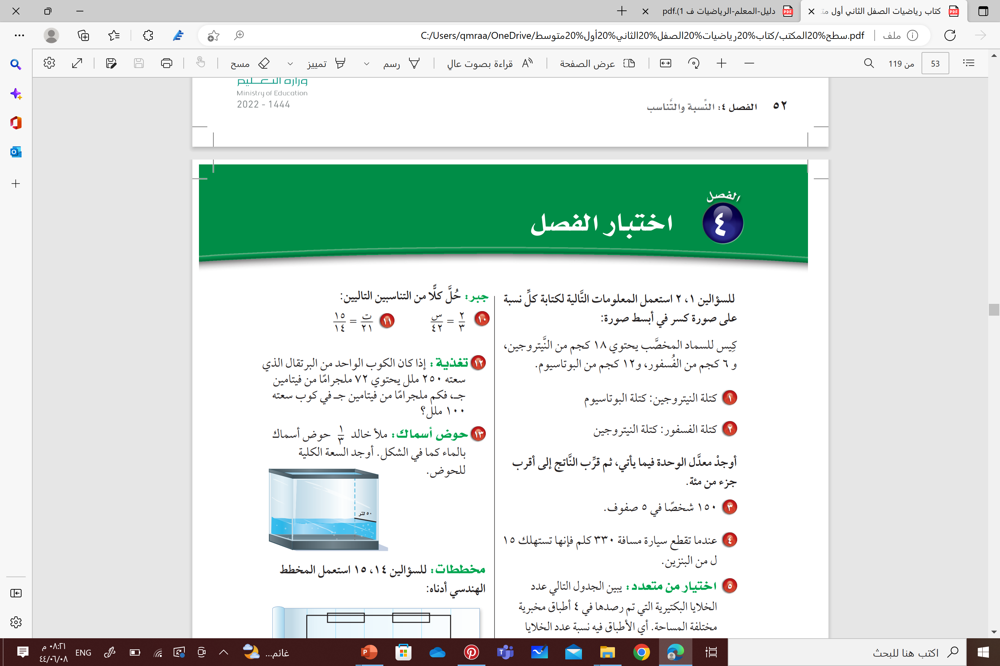 كتاب رياضيات الصفل الثاني أول
دليل-المعلم-الرياضيات ف 1).pdf
ملف
C:/Users/qmraa/OneDrive/سطح%20المكتب/كتاب%20رياضيات%20الصفل%20الثاني%20أول%20متوسط.pdf
53
من 119
عرض الصفحة
قراءة بصوت عالٍ
رسم
تمييز
مسح
وزارة التعليم
Ministry of Education
2022 - 1444
٥٢ الفصل ٤: النِّسبة والتَّناسب
الفصل
٤
اختبار الفصل
للسؤالين ١، ٢ استعمل المعلومات التَّالية لكتابة كلِّ نسبة
على صورة كسر في أبسط صورة:
كِيس للسماد المخصَّب يحتوي ١٨ كجم من النَّيتروجين،
و ٦ كجم من الفُسفور، و١٢ كجم من البوتاسيوم.
١ كتلة النيتروجين: كتلة البوتاسيوم
٢ كتلة الفسفور: كتلة النيتروجين
أوجدْ معدَّل الوحدة فيما يأتي، ثم قرِّب النَّاتج إلى أقرب
جزء من مئة.
٣ ١٥٠ شخصًا في ٥ صفوف.
٤ عندما تقطع سيارة مسافة ٣٣٠ كلم فإنها تستهلك ١٥
ل من البنزين.
٥ اختيار من متعدد: يبين الجدول التالي عدد
الخلايا البكتيرية التي تم رصدها في ٤ أطباق مخبرية
مختلفة المساحة. أي الأطباق فيه نسبة عدد الخلايا
جبر: حُلَّ كلًّا من التناسبين التاليين:
١٠ ٢/٣ = س/٤٢ ١١ ت/٢١ = ١٥/١٤
١٢ تغذية: إذا كان الكوب الواحد من البرتقال الذي
سعته ٢٥٠ ملل يحتوي ٧٢ ملجرامًا من فيتامين
جـ، فكم ملجرامًا من فيتامين جـ في كوب سعته
١٠٠ ملل؟
١٣ حوض أسماك: ملأ خالد ١/٣ حوض أسماك
بالماء كما في الشكل. أوجد السعة الكلية
للحوض.
٥٠ لتر
مخططات: للسؤالين ١٤، ١٥ استعمل المخطط
الهندسي أدناه:
اكتب هنا للبحث
غائم...
ENG
٠٨:٢١ م
٤٤/٠٦/٠٨